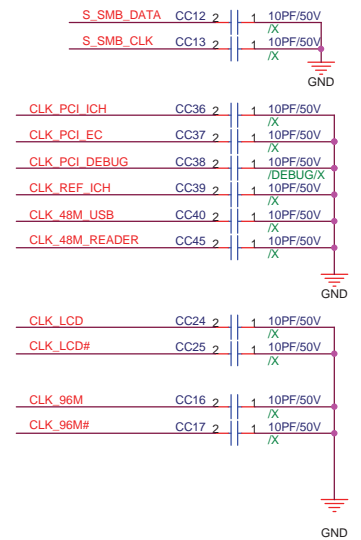 S_SMB_DATA CC12 2 1 10PF/50V
/X
S_SMB_CLK CC13 2 1 10PF/50V
/X
GND
CLK_PCI_ICH CC36 2 1 10PF/50V
/X
CLK_PCI_EC CC37 2 1 10PF/50V
/X
CLK_PCI_DEBUG CC38 2 1 10PF/50V
/DEBUG/X
CLK_REF_ICH CC39 2 1 10PF/50V
/X
CLK_48M_USB CC40 2 1 10PF/50V
/X
CLK_48M_READER CC45 2 1 10PF/50V
/X
GND
CLK_LCD CC24 2 1 10PF/50V
/X
CLK_LCD# CC25 2 1 10PF/50V
/X
CLK_96M CC16 2 1 10PF/50V
/X
CLK_96M# CC17 2 1 10PF/50V
/X
GND